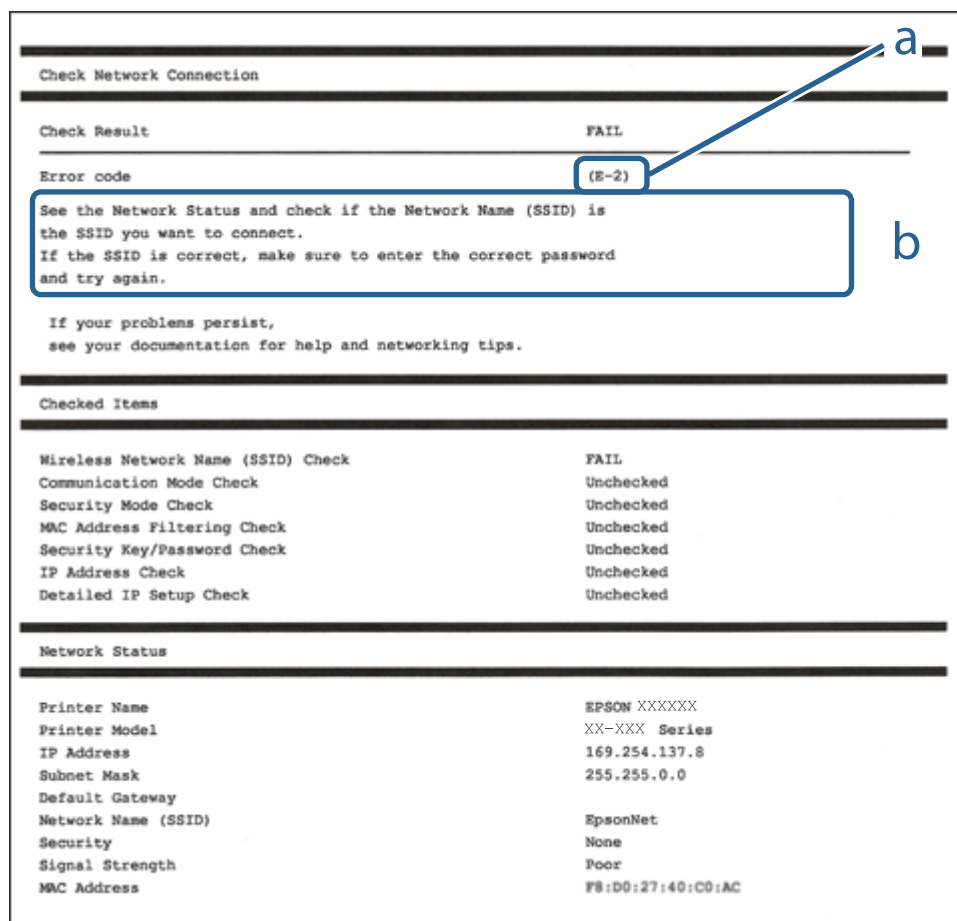 a
Check Network Connection
Check Result FAIL
Error code (E-2)
See the Network Status and check if the Network Name (SSID) is
the SSID you want to connect.
If the SSID is correct, make sure to enter the correct password
and try again.
b
If your problems persist,
see your documentation for help and networking tips.
Checked Items
Wireless Network Name (SSID) Check FAIL
Communication Mode Check Unchecked
Security Mode Check Unchecked
MAC Address Filtering Check Unchecked
Security Key/Password Check Unchecked
IP Address Check Unchecked
Detailed IP Setup Check Unchecked
Network Status
Printer Name EPSON XXXXXX
Printer Model XX-XXX Series
IP Address 169.254.137.8
Subnet Mask 255.255.0.0
Default Gateway
Network Name (SSID) EpsonNet
Security None
Signal Strength Poor
MAC Address F8:D0:27:40:C0:AC